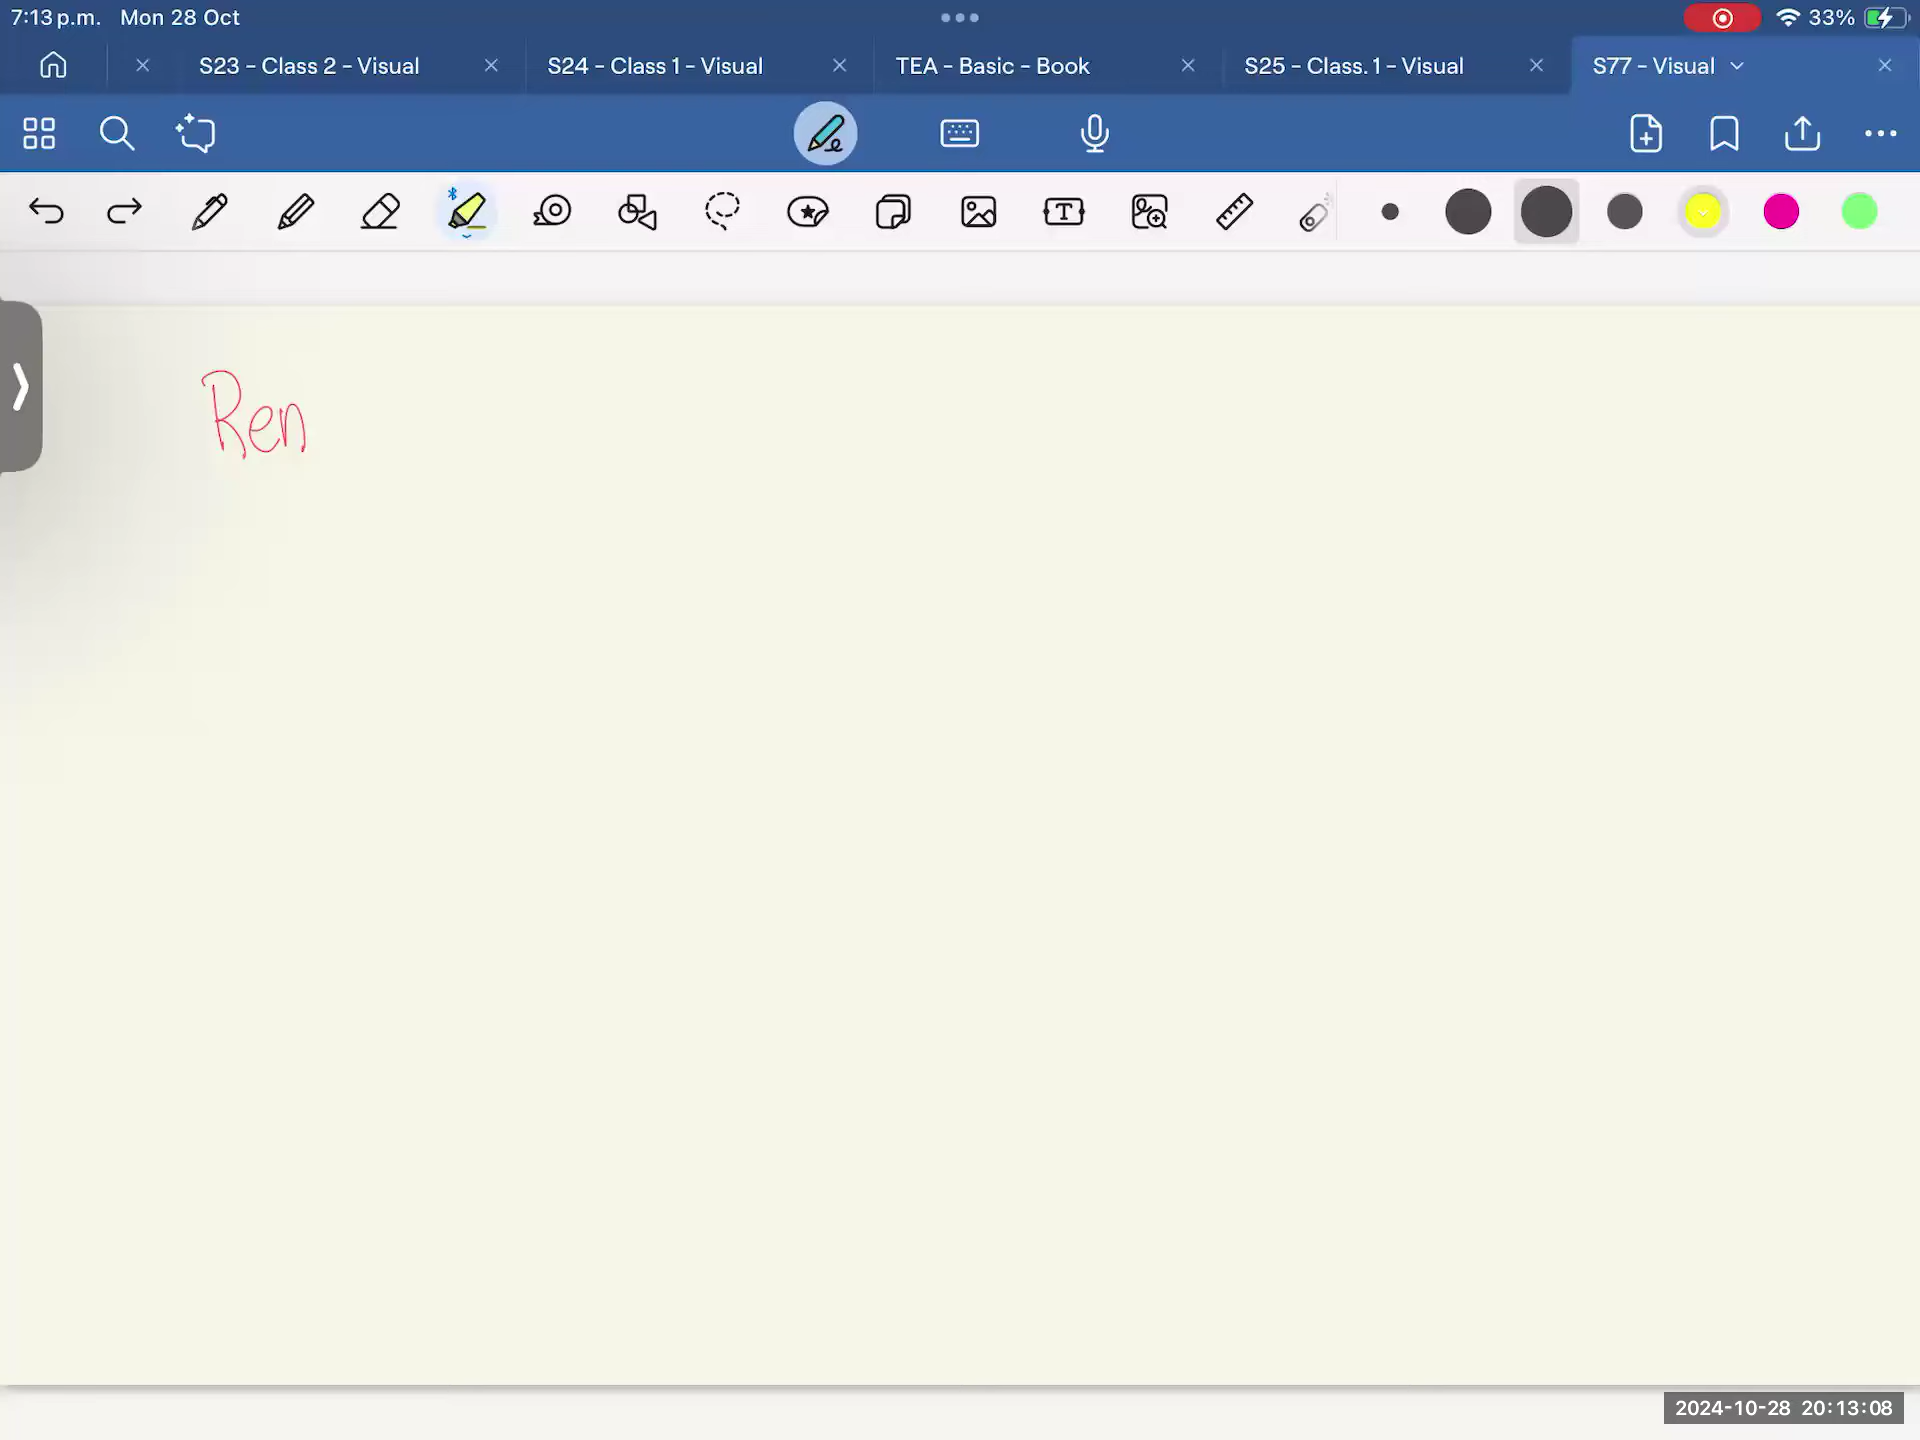 7:13 p.m. Mon 28 Oct
33%
S23 - Class 2 - Visual
S24 - Class 1 - Visual
TEA - Basic - Book
S25 - Class. 1 - Visual
S77 - Visual
T
Ren
2024-10-28 20:13:08